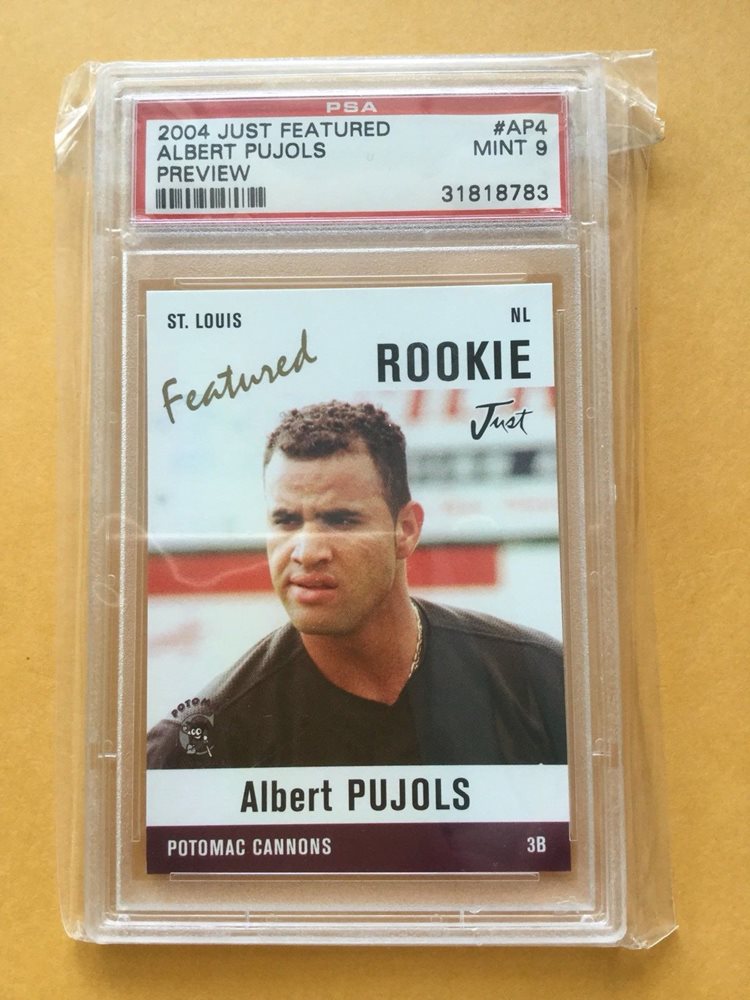 PSA
2004 JUST FEATURED #AP4
ALBERT PUJOLS MINT 9
PREVIEW
31818783
ST. LOUIS NL
Featured ROOKIE
Just
POTOMAC
Albert PUJOLS
POTOMAC CANNONS 3B